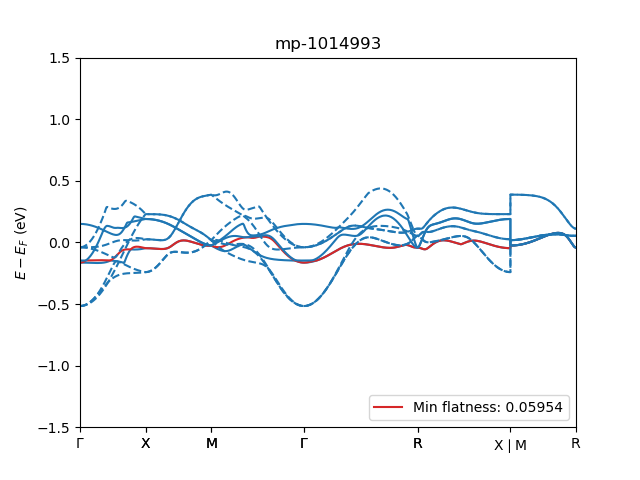 mp-1014993
1.5
1.0
0.5
0.0
−0.5
−1.0
−1.5
E − E_F (eV)
Γ X M Γ R X | M R
Min flatness: 0.05954